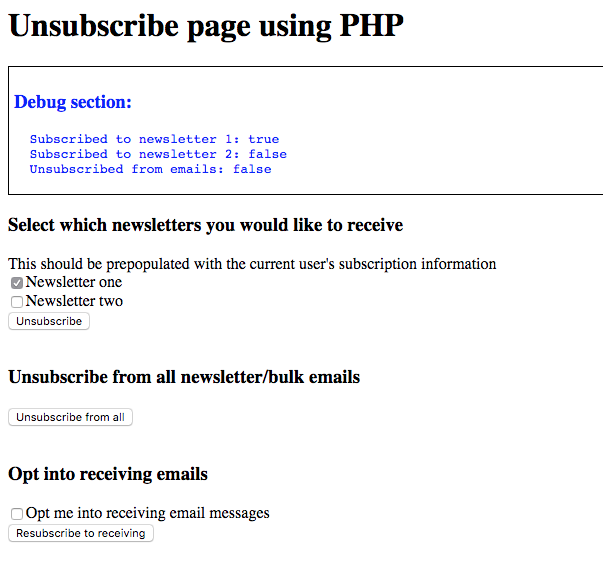 Unsubscribe page using PHP
Debug section:
Subscribed to newsletter 1: true
Subscribed to newsletter 2: false
Unsubscribed from emails: false
Select which newsletters you would like to receive
This should be prepopulated with the current user's subscription information
Newsletter one
Newsletter two
Unsubscribe
Unsubscribe from all newsletter/bulk emails
Unsubscribe from all
Opt into receiving emails
Opt me into receiving email messages
Resubscribe to receiving